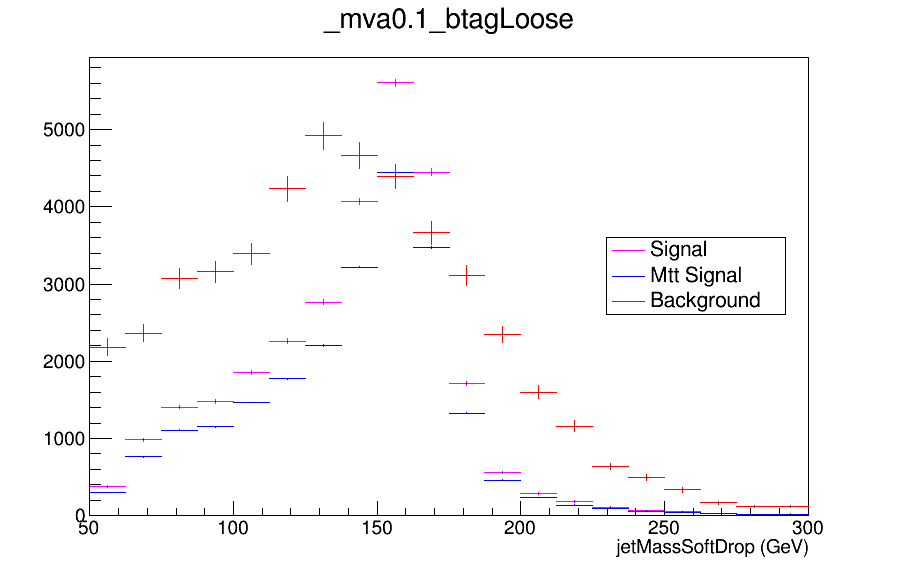 _mva0.1_btagLoose
5000
4000
3000
2000
1000
0
50 100 150 200 250 300
jetMassSoftDrop (GeV)
Signal
Mtt Signal
Background